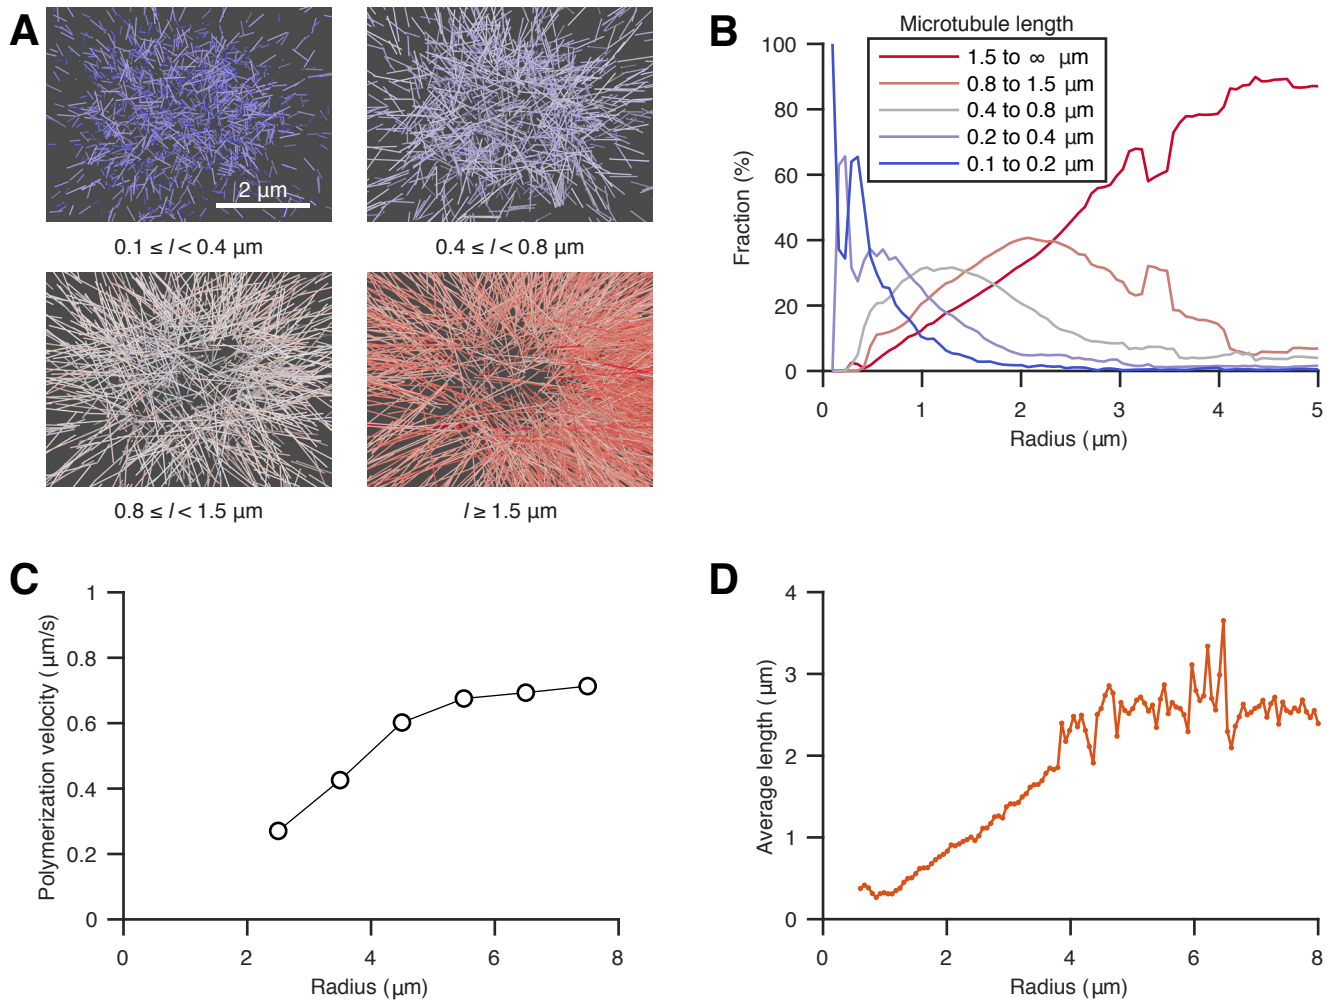 A
2 µm
0.1 ≤ l < 0.4 µm
0.4 ≤ l < 0.8 µm
0.8 ≤ l < 1.5 µm
l ≥ 1.5 µm
B
Microtubule length
1.5 to ∞ µm
0.8 to 1.5 µm
0.4 to 0.8 µm
0.2 to 0.4 µm
0.1 to 0.2 µm
Fraction (%)
100
80
60
40
20
0
0 1 2 3 4 5
Radius (µm)
C
Polymerization velocity (µm/s)
1
0.8
0.6
0.4
0.2
0
0 2 4 6 8
Radius (µm)
D
Average length (µm)
4
3
2
1
0
0 2 4 6 8
Radius (µm)